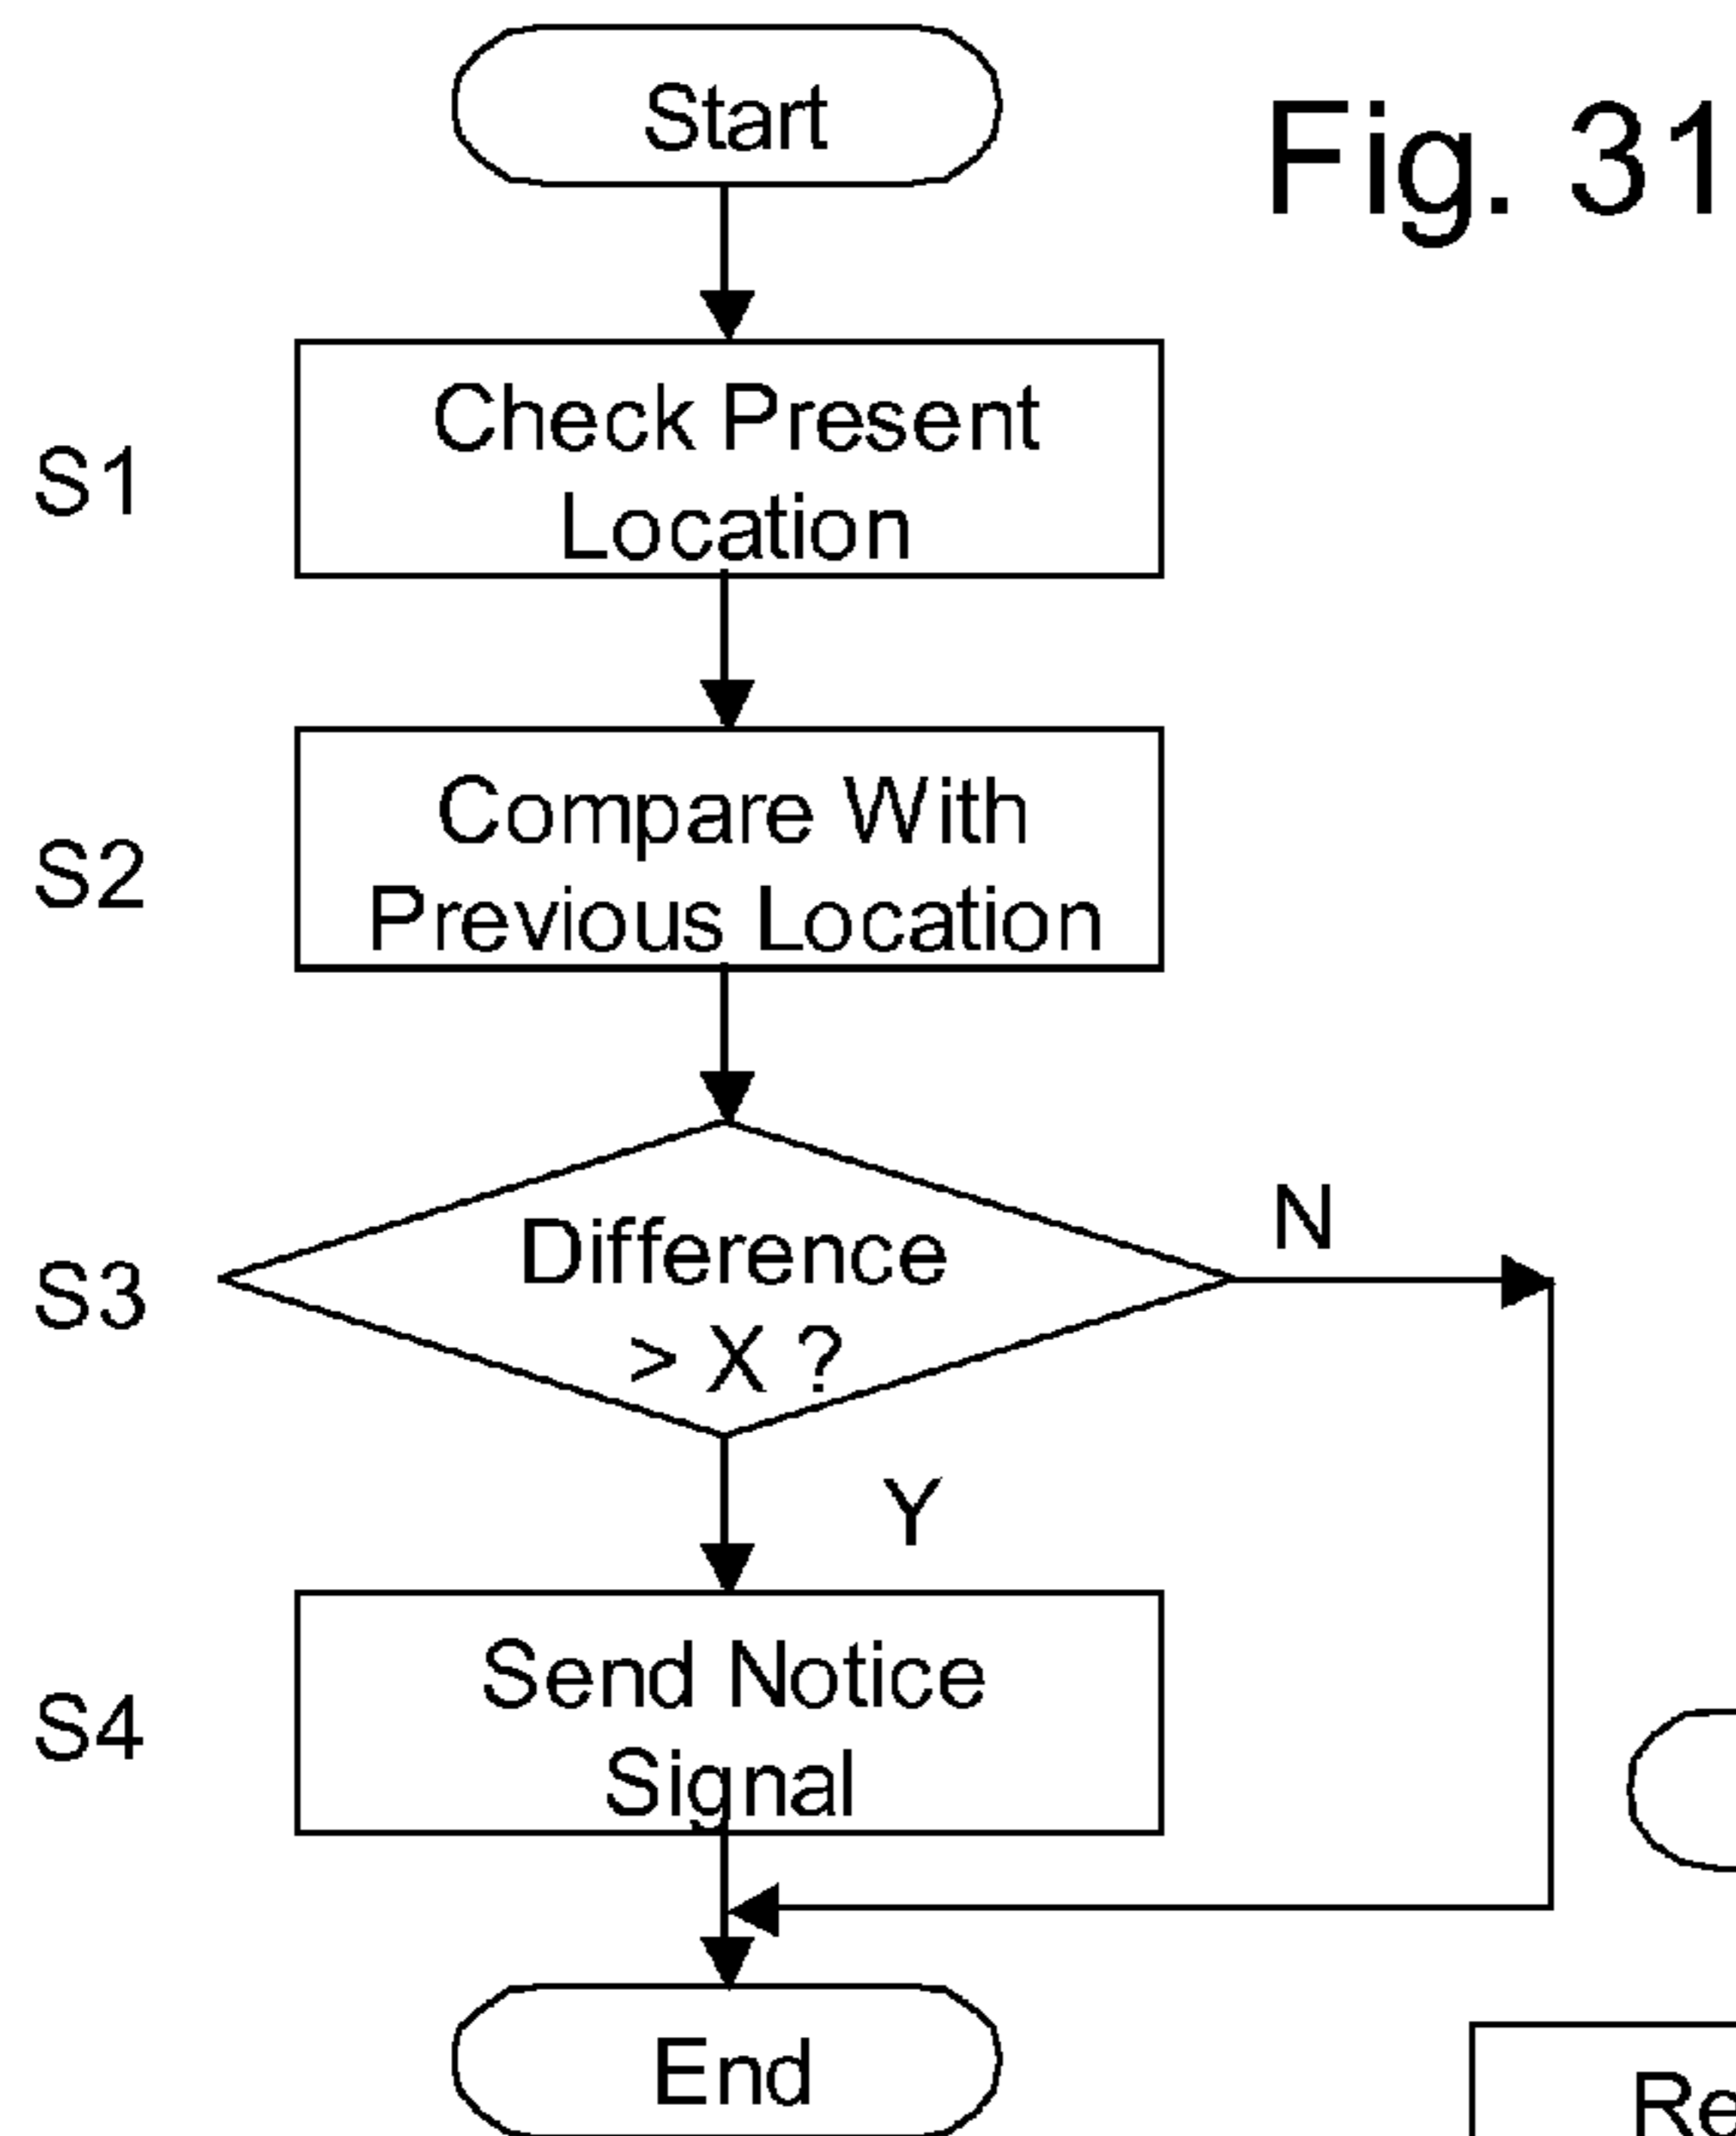 Start
Fig. 31
S1
Check Present
Location
S2
Compare With
Previous Location
S3
Difference
> X ?
N
Y
S4
Send Notice
Signal
End